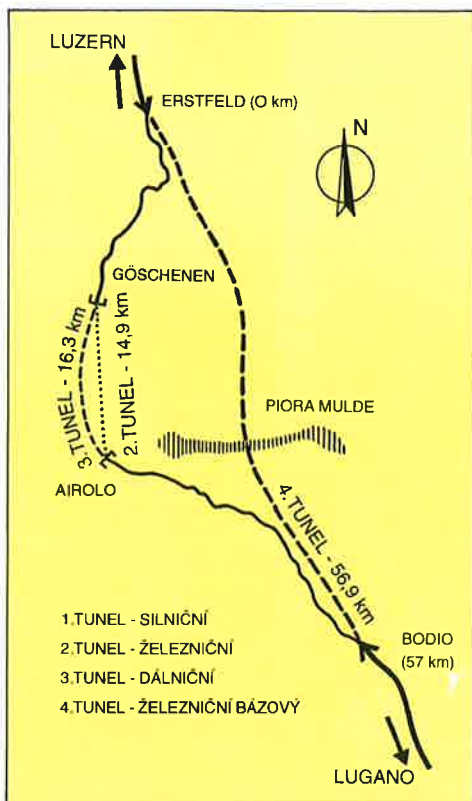 LUZERN
ERSTFELD (O km)
N
GÖSCHENEN
3.TUNEL - 16,3 km
2.TUNEL - 14,9 km
PIORA MULDE
AIROLO
4.TUNEL - 56,9 km
1.TUNEL - SILNIČNÍ
2.TUNEL - ŽELEZNIČNÍ
3.TUNEL - DÁLNIČNÍ
4.TUNEL - ŽELEZNIČNÍ BÁZOVÝ
BODIO
(57 km)
LUGANO